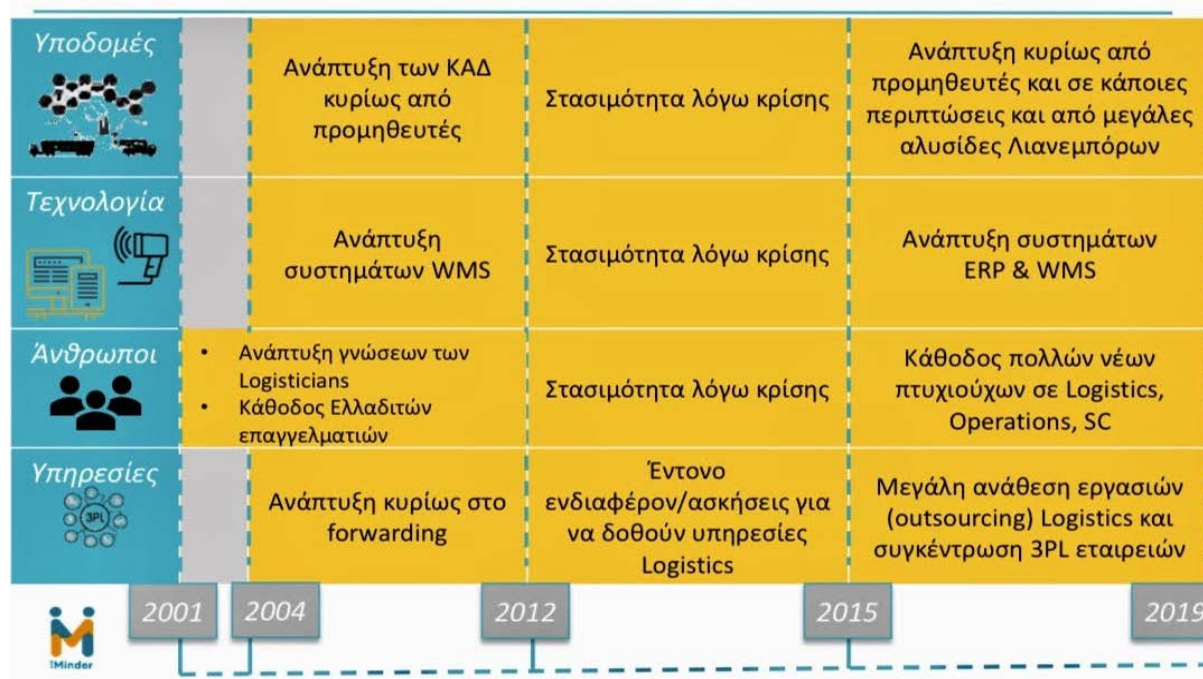 Υποδομές
Ανάπτυξη των ΚΑΔ
κυρίως από
προμηθευτές
Στασιμότητα λόγω κρίσης
Ανάπτυξη κυρίως από
προμηθευτές και σε κάποιες
περιπτώσεις και από μεγάλες
αλυσίδες Λιανεμπόρων
Τεχνολογία
Ανάπτυξη
συστημάτων WMS
Στασιμότητα λόγω κρίσης
Ανάπτυξη συστημάτων
ERP & WMS
Άνθρωποι
• Ανάπτυξη γνώσεων των
Logisticians
• Κάθοδος Ελλαδιτών
επαγγελματιών
Στασιμότητα λόγω κρίσης
Κάθοδος πολλών νέων
πτυχιούχων σε Logistics,
Operations, SC
Υπηρεσίες
3PL
Ανάπτυξη κυρίως στο
forwarding
Έντονο
ενδιαφέρον/ασκήσεις για
να δοθούν υπηρεσίες
Logistics
Μεγάλη ανάθεση εργασιών
(outsourcing) Logistics και
συγκέντρωση 3PL εταιρειών
2001
2004
2012
2015
2019
iMinder